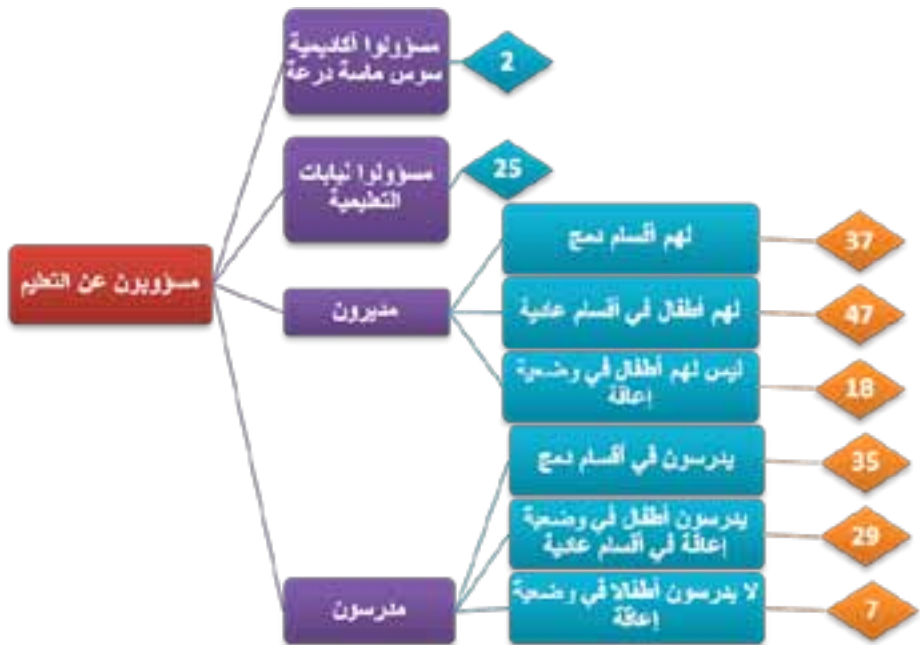 مسؤولوا أكاديمية
سوس ماسة درعة
2
مسؤولوا نيابات
التعليمية
25
مسؤويون عن التعليم
مديرون
لهم أقسام دمج
37
لهم أطفال في أقسام عادية
47
ليس لهم أطفال في وضعية
إعاقة
18
مدرسون
يدرسون في أقسام دمج
35
يدرسون أطفال في وضعية
إعاقة في أقسام عادية
29
لا يدرسون أطفالا في وضعية
إعاقة
7